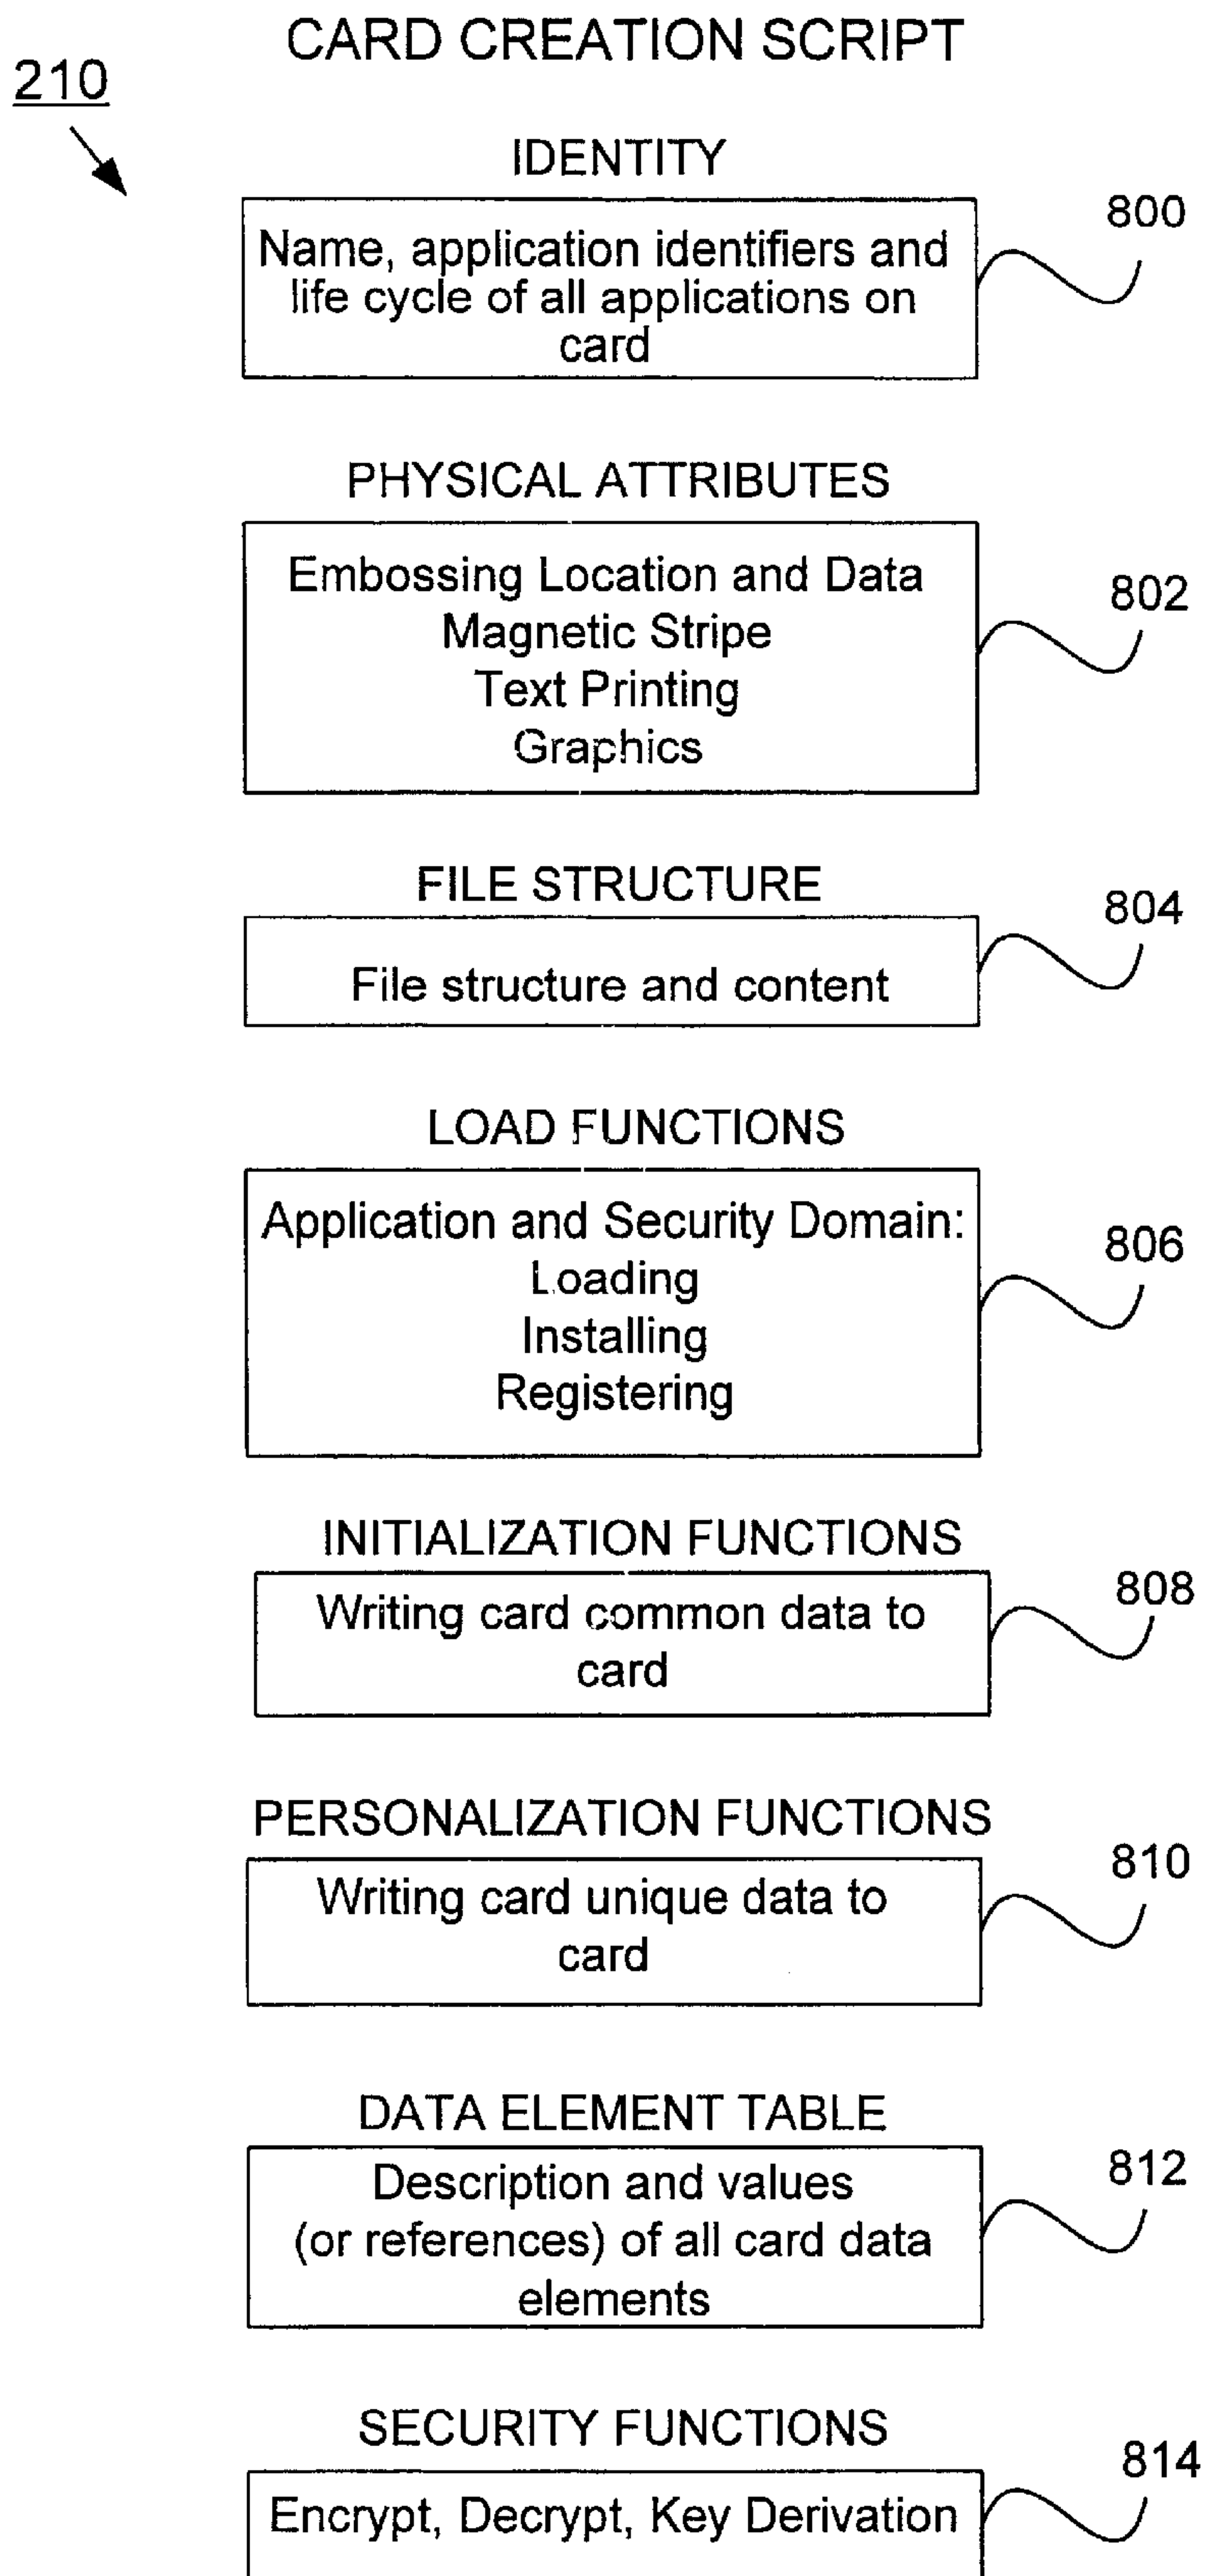 CARD CREATION SCRIPT
210
IDENTITY
800
Name, application identifiers and
life cycle of all applications on
card
PHYSICAL ATTRIBUTES
802
Embossing Location and Data
Magnetic Stripe
Text Printing
Graphics
FILE STRUCTURE
804
File structure and content
LOAD FUNCTIONS
806
Application and Security Domain:
Loading
Installing
Registering
INITIALIZATION FUNCTIONS
808
Writing card common data to
card
PERSONALIZATION FUNCTIONS
810
Writing card unique data to
card
DATA ELEMENT TABLE
812
Description and values
(or references) of all card data
elements
SECURITY FUNCTIONS
814
Encrypt, Decrypt, Key Derivation